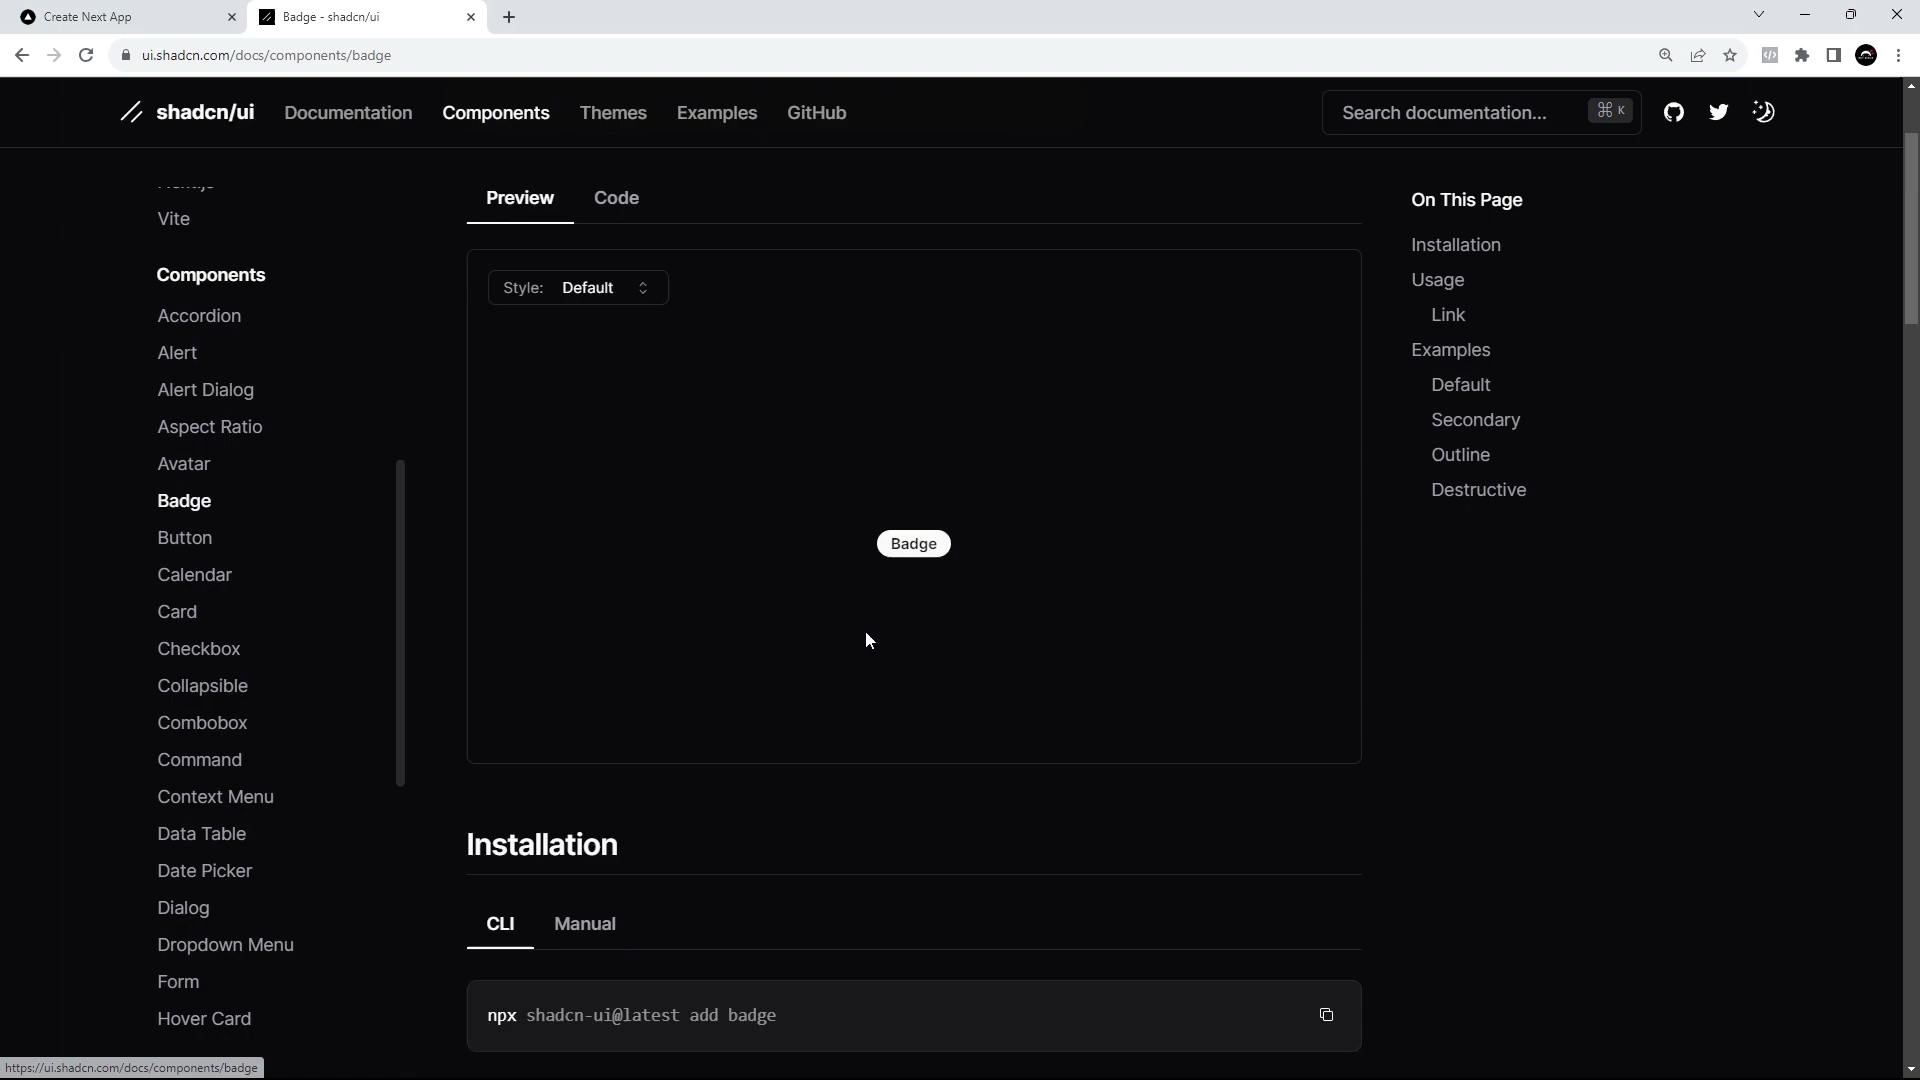 Create Next App
Badge - shadcn/ui
ui.shadcn.com/docs/components/badge
shadcn/ui
Documentation
Components
Themes
Examples
GitHub
Search documentation...
⌘ K
Vite
Components
Accordion
Alert
Alert Dialog
Aspect Ratio
Avatar
Badge
Button
Calendar
Card
Checkbox
Collapsible
Combobox
Command
Context Menu
Data Table
Date Picker
Dialog
Dropdown Menu
Form
Hover Card
Preview
Code
Style: Default
Badge
Installation
CLI
Manual
npx shadcn-ui@latest add badge
On This Page
Installation
Usage
Link
Examples
Default
Secondary
Outline
Destructive
https://ui.shadcn.com/docs/components/badge